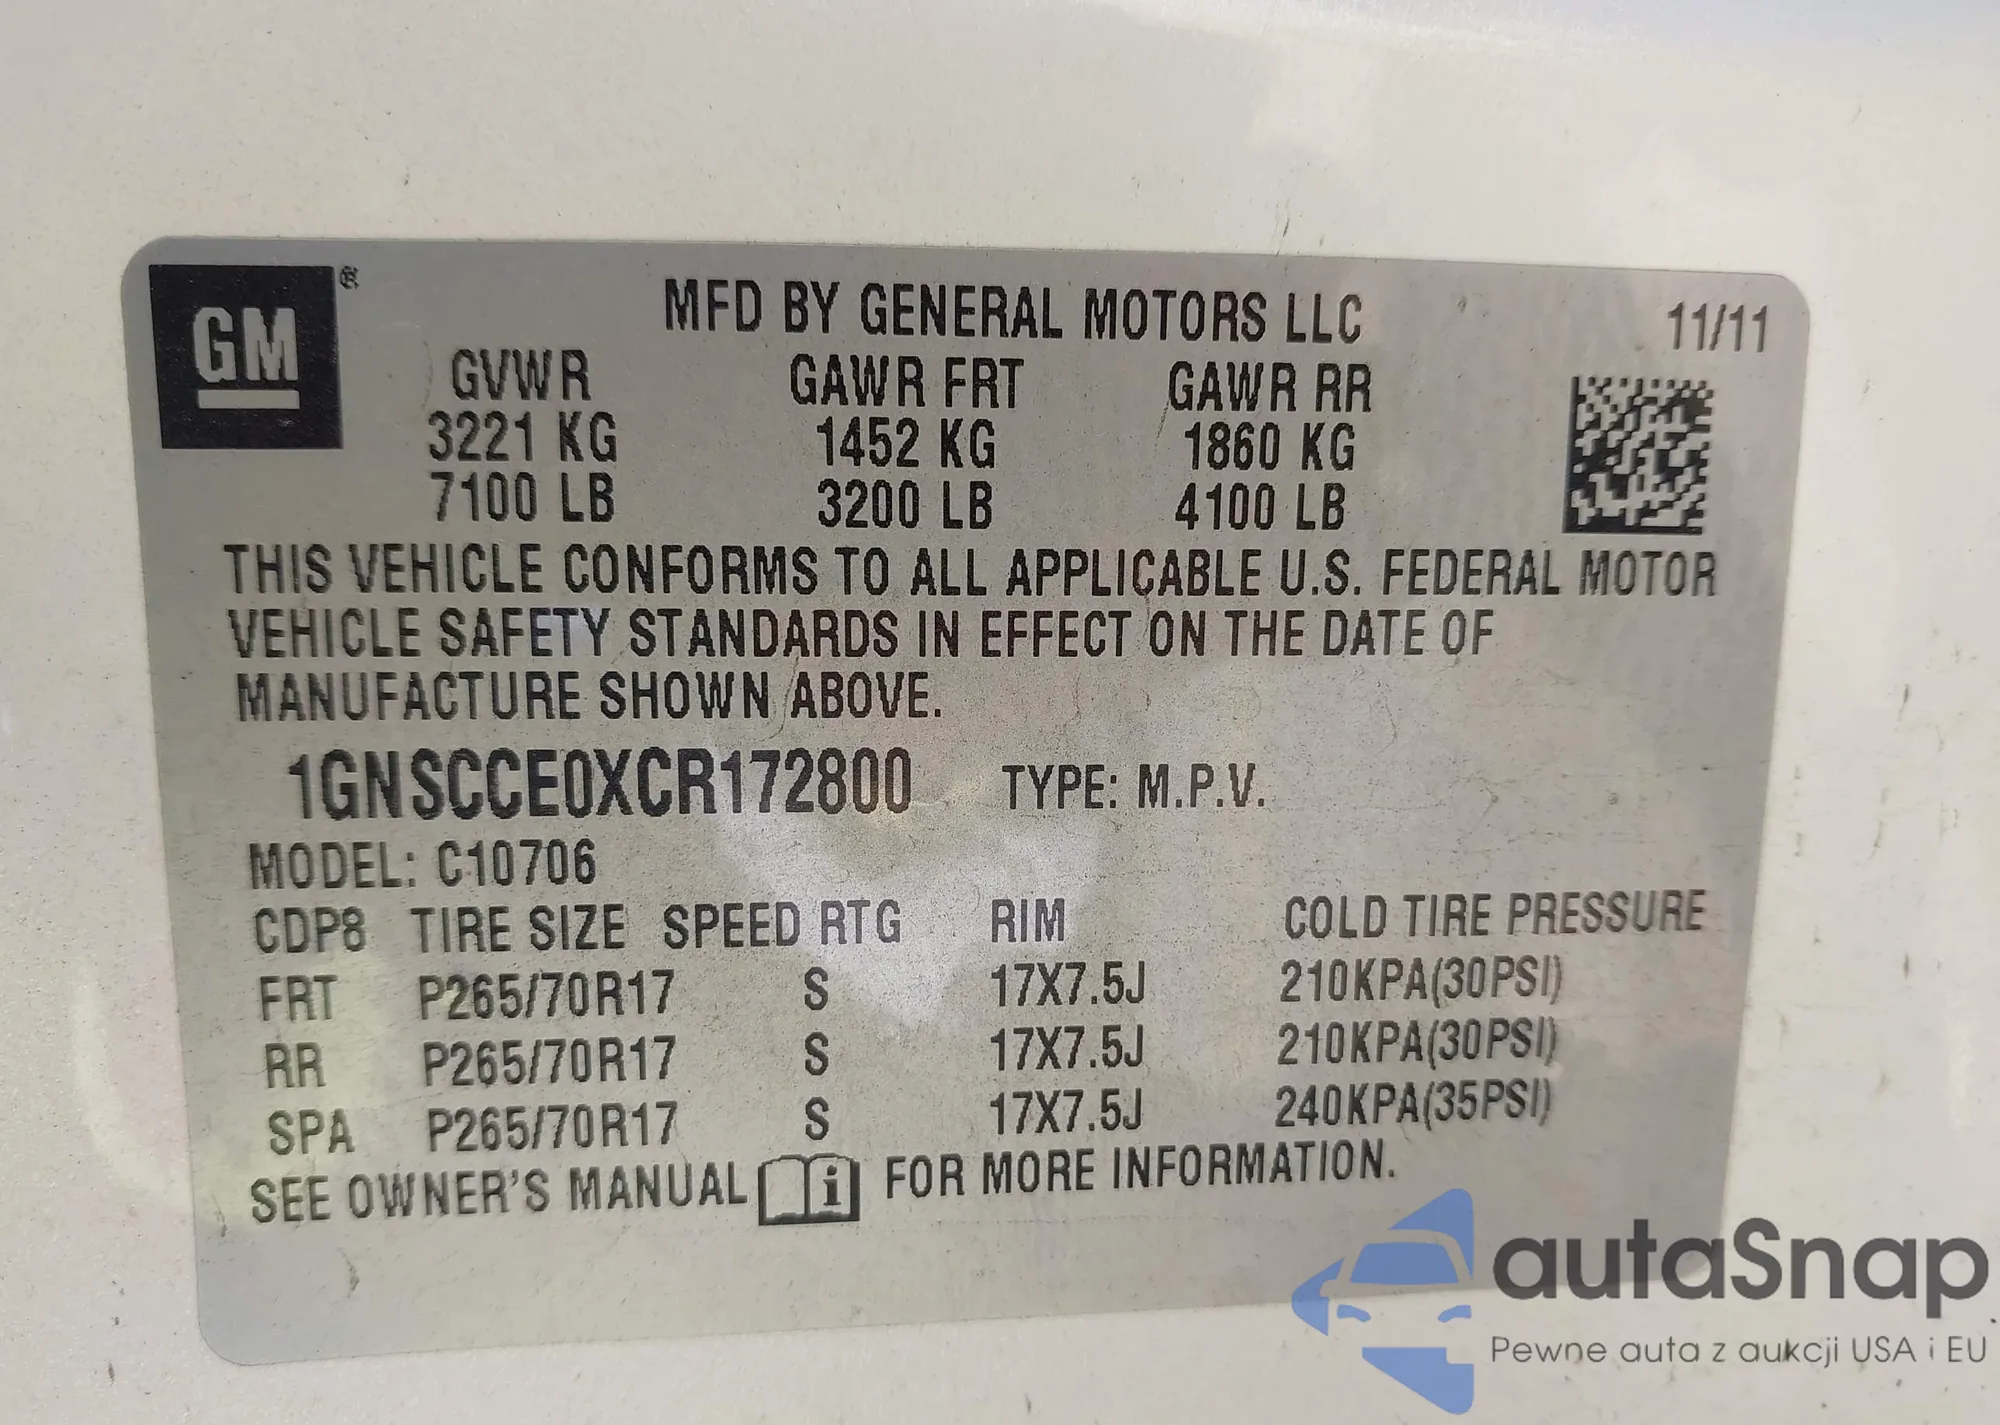 GM®
MFD BY GENERAL MOTORS LLC 11/11
GVWR GAWR FRT GAWR RR
3221 KG 1452 KG 1860 KG
7100 LB 3200 LB 4100 LB
THIS VEHICLE CONFORMS TO ALL APPLICABLE U.S. FEDERAL MOTOR
VEHICLE SAFETY STANDARDS IN EFFECT ON THE DATE OF
MANUFACTURE SHOWN ABOVE.
1GNSCCE0XCR172800 TYPE: M.P.V.
MODEL: C10706
CDP8 TIRE SIZE SPEED RTG RIM COLD TIRE PRESSURE
FRT P265/70R17 S 17X7.5J 210KPA(30PSI)
RR P265/70R17 S 17X7.5J 210KPA(30PSI)
SPA P265/70R17 S 17X7.5J 240KPA(35PSI)
SEE OWNER'S MANUAL i FOR MORE INFORMATION.
autaSnap
Pewne auta z aukcji USA i EU